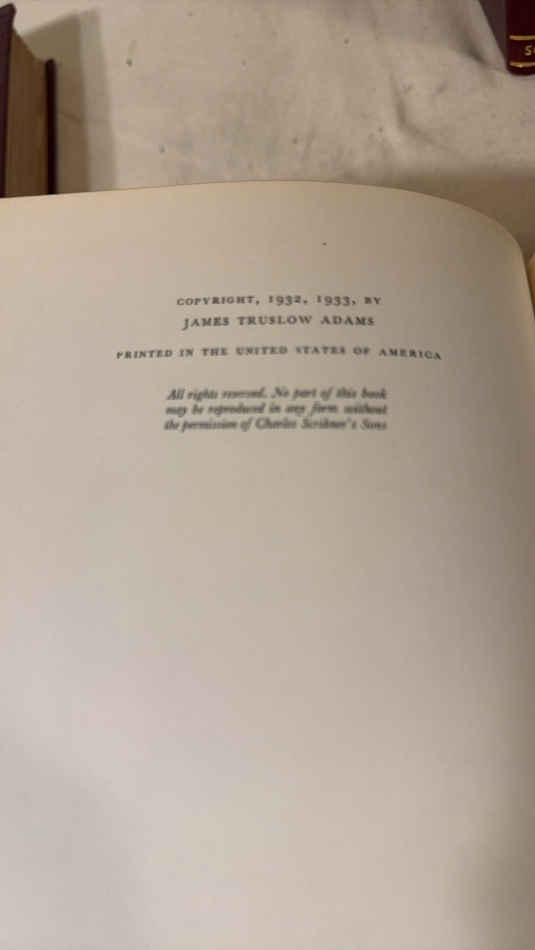 COPYRIGHT, 1932, 1933, BY
JAMES TRUSLOW ADAMS
PRINTED IN THE UNITED STATES OF AMERICA
All rights reserved. No part of this book
may be reproduced in any form without
the permission of Charles Scribner's Sons